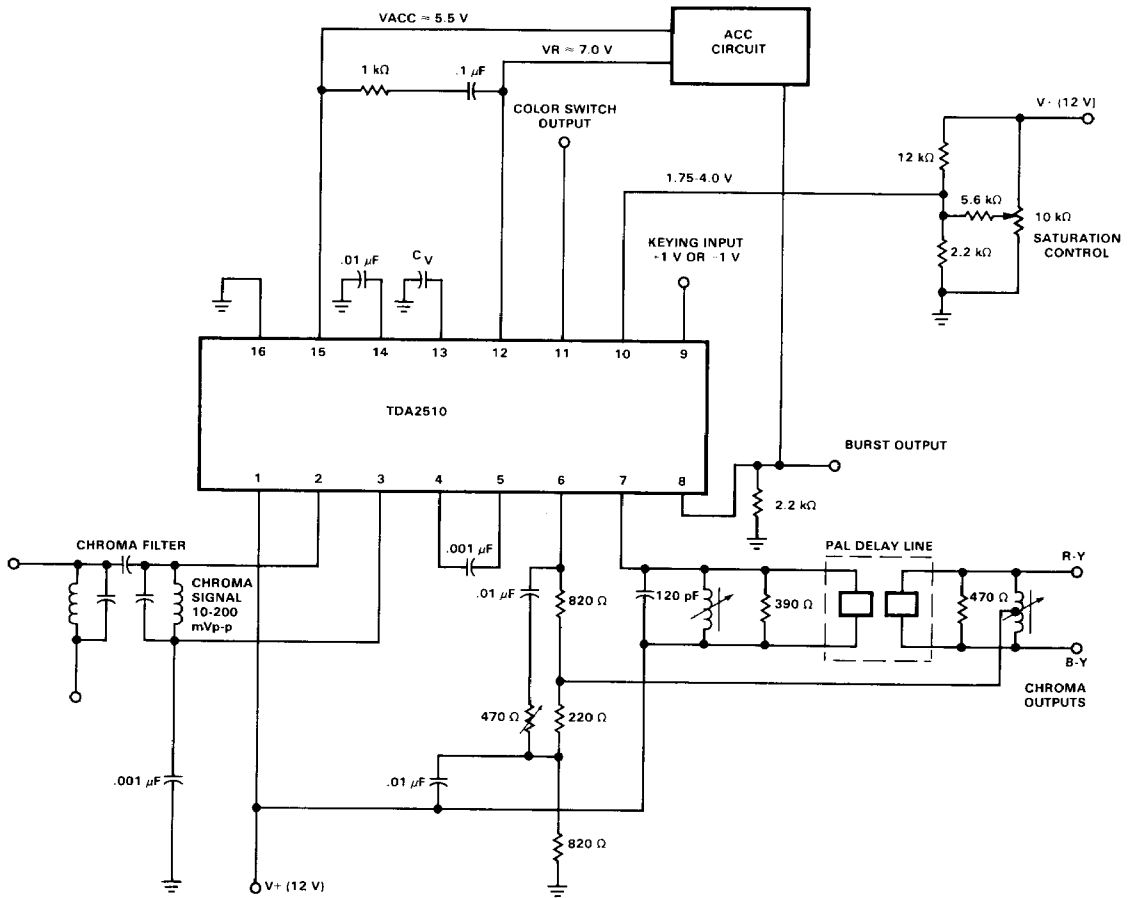 VACC ≈ 5.5 V
ACC
CIRCUIT
VR ≈ 7.0 V
1 kΩ
.1 μF
COLOR SWITCH
OUTPUT
V· (12 V)
12 kΩ
1.75-4.0 V
5.6 kΩ
10 kΩ
SATURATION
CONTROL
KEYING INPUT
2.2 kΩ
.01 μF
CV
16
15
14
13
12
11
10
9
TDA2510
BURST OUTPUT
1
2
3
4
5
6
7
8
2.2 kΩ
CHROMA FILTER
.001 μF
PAL DELAY LINE
R-Y
CHROMA
SIGNAL
10-200
mVp-p
.01 μF
820 Ω
120 pF
390 Ω
470 Ω
B-Y
CHROMA
OUTPUTS
470 Ω
220 Ω
.001 μF
.01 μF
820 Ω
V+ (12 V)